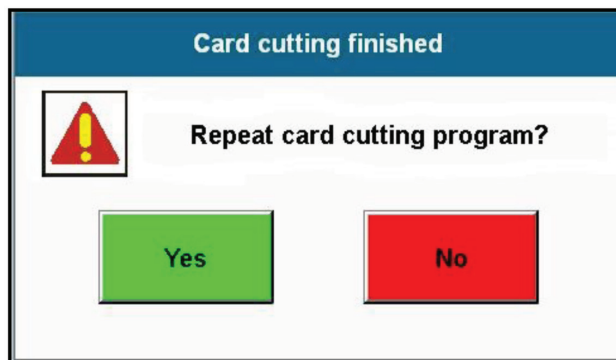 Card cutting finished
Repeat card cutting program?
Yes
No